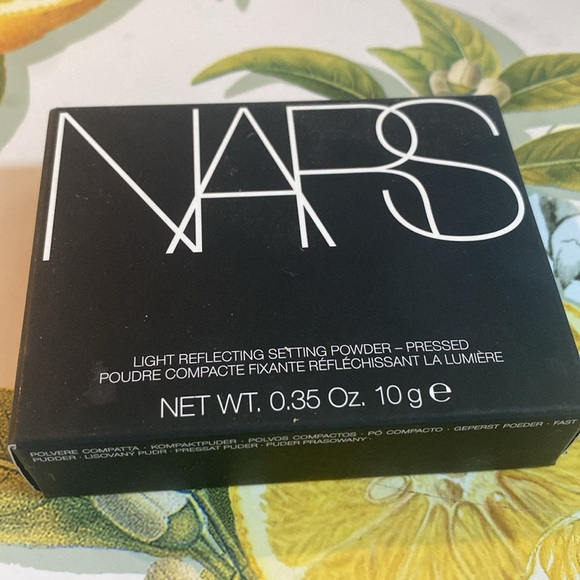 NARS
LIGHT REFLECTING SETTING POWDER – PRESSED
POUDRE COMPACTE FIXANTE RÉFLÉCHISSANT LA LUMIÈRE
NET WT. 0.35 Oz. 10 g ℮
POLVERE COMPATTA · KOMPAKTPUDER · POLVOS COMPACTOS · PÓ COMPACTO · GEPERST POEDER · FAST
PUDDER · LISOVANÝ PUDR · PRESSAT PUDER · PUDER PRASOWANY ·